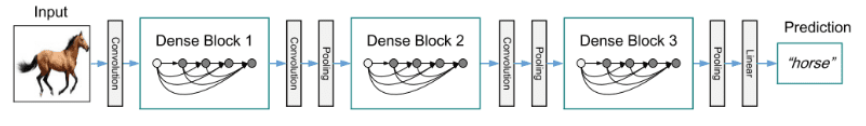 Input
Convolution
Dense Block 1
Convolution
Pooling
Dense Block 2
Convolution
Pooling
Dense Block 3
Pooling
Linear
Prediction
"horse"